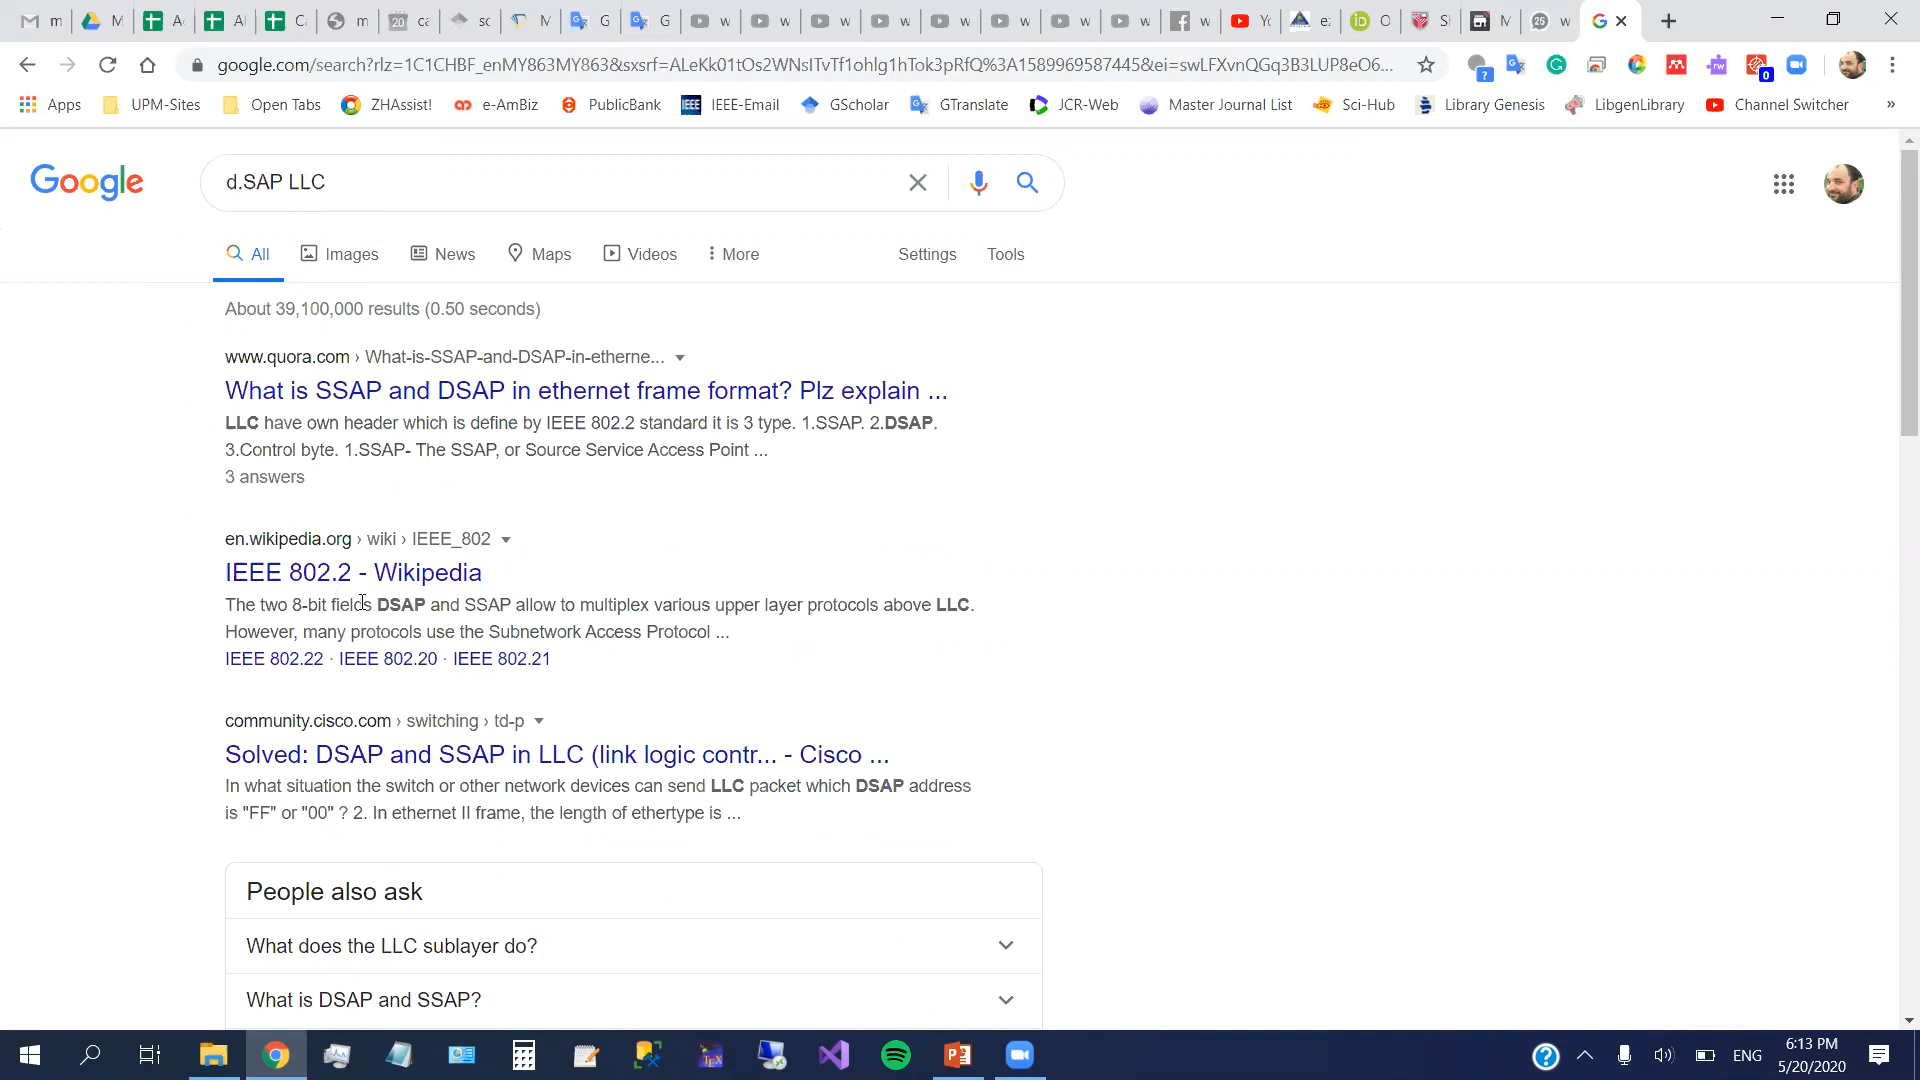 m
M
A
A
C
m
20
ca
sc
M
G
G
w
w
w
w
w
w
w
w
w
Yo
e
O
S
M
25
w
google.com/search?rlz=1C1CHBF_enMY863MY863&sxsrf=ALeKk01tOs2WNsITvTf1ohlg1hTok3pRfQ%3A1589969587445&ei=swLFXvnQGq3B3LUP8eO6...
Apps
UPM-Sites
Open Tabs
ZHAssist!
e-AmBiz
PublicBank
IEEE-Email
GScholar
GTranslate
JCR-Web
Master Journal List
Sci-Hub
Library Genesis
LibgenLibrary
Channel Switcher
»
Google
d.SAP LLC
All
Images
News
Maps
Videos
More
Settings
Tools
About 39,100,000 results (0.50 seconds)
www.quora.com › What-is-SSAP-and-DSAP-in-etherne...
What is SSAP and DSAP in ethernet frame format? Plz explain ...
LLC have own header which is define by IEEE 802.2 standard it is 3 type. 1.SSAP. 2.DSAP.
3.Control byte. 1.SSAP- The SSAP, or Source Service Access Point ...
3 answers
en.wikipedia.org › wiki › IEEE_802
IEEE 802.2 - Wikipedia
The two 8-bit fields DSAP and SSAP allow to multiplex various upper layer protocols above LLC.
However, many protocols use the Subnetwork Access Protocol ...
IEEE 802.22 · IEEE 802.20 · IEEE 802.21
community.cisco.com › switching › td-p
Solved: DSAP and SSAP in LLC (link logic contr... - Cisco ...
In what situation the switch or other network devices can send LLC packet which DSAP address
is "FF" or "00" ? 2. In ethernet II frame, the length of ethertype is ...
People also ask
What does the LLC sublayer do?
What is DSAP and SSAP?
ENG
6:13 PM
5/20/2020